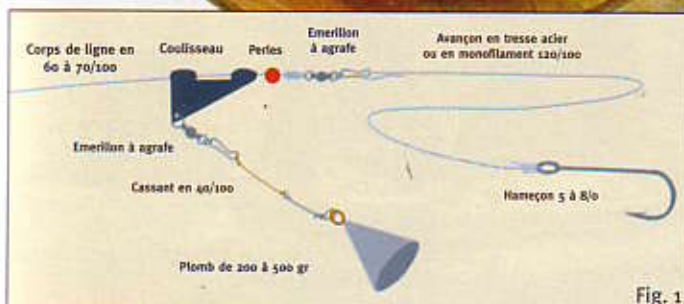 Corps de ligne en
60 à 70/100
Coulisseau
Perles
Emerillon
à agrafe
Avançon en tresse acier
ou en monofilament 120/100
Emerillon à agrafe
Cassant en 40/100
Hameçon 5 à 8/0
Plomb de 200 à 500 gr
Fig. 1